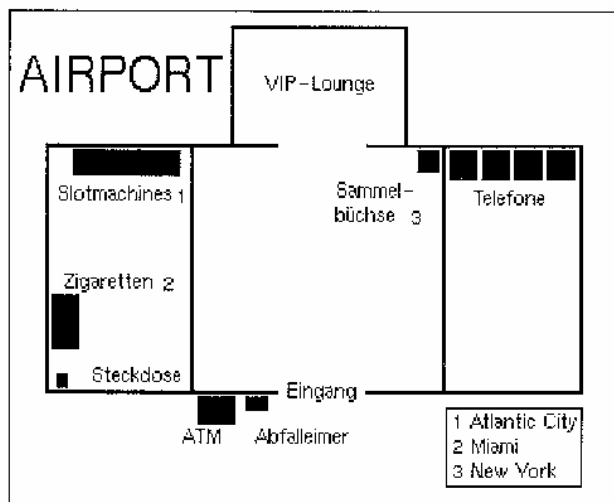 AIRPORT
VIP-Lounge
Slotmachines 1
Sammel-
büchse 3
Telefone
Zigaretten 2
Steckdose
Eingang
ATM
Abfalleimer
1 Atlantic City
2 Miami
3 New York